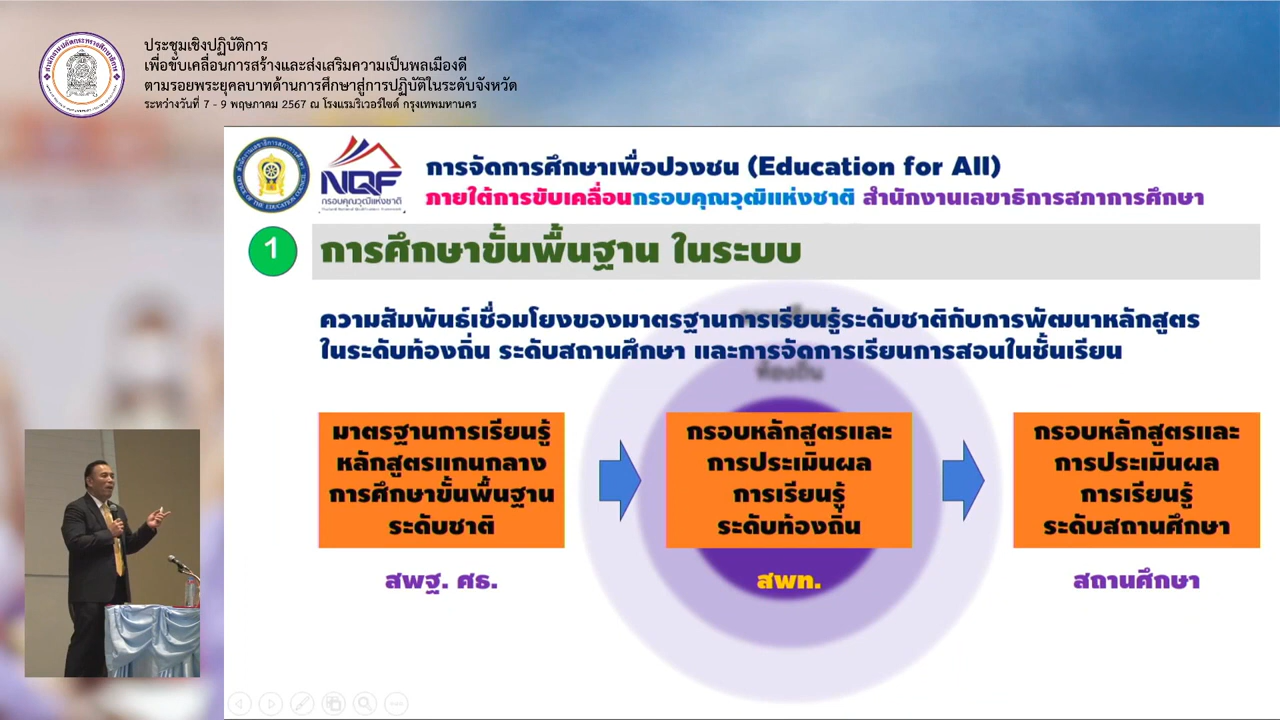 ประชุมเชิงปฏิบัติการ
เพื่อขับเคลื่อนการสร้างและส่งเสริมความเป็นพลเมืองดี
ตามรอยพระยุคลบาทด้านการศึกษาสู่การปฏิบัติในระดับจังหวัด
ระหว่างวันที่ 7 - 9 พฤษภาคม 2567 ณ โรงแรมริเวอร์ไซด์ กรุงเทพมหานคร
NQF
กรอบคุณวุฒิแห่งชาติ
การจัดการศึกษาเพื่อปวงชน (Education for All)
ภายใต้การขับเคลื่อนกรอบคุณวุฒิแห่งชาติ สำนักงานเลขาธิการสภาการศึกษา
1
การศึกษาขั้นพื้นฐาน ในระบบ
ความสัมพันธ์เชื่อมโยงของมาตรฐานการเรียนรู้ระดับชาติกับการพัฒนาหลักสูตร
ในระดับท้องถิ่น ระดับสถานศึกษา และการจัดการเรียนการสอนในชั้นเรียน
ท้องถิ่น
มาตรฐานการเรียนรู้
หลักสูตรแกนกลาง
การศึกษาขั้นพื้นฐาน
ระดับชาติ
สพฐ. ศธ.
กรอบหลักสูตรและ
การประเมินผล
การเรียนรู้
ระดับท้องถิ่น
สพท.
กรอบหลักสูตรและ
การประเมินผล
การเรียนรู้
ระดับสถานศึกษา
สถานศึกษา